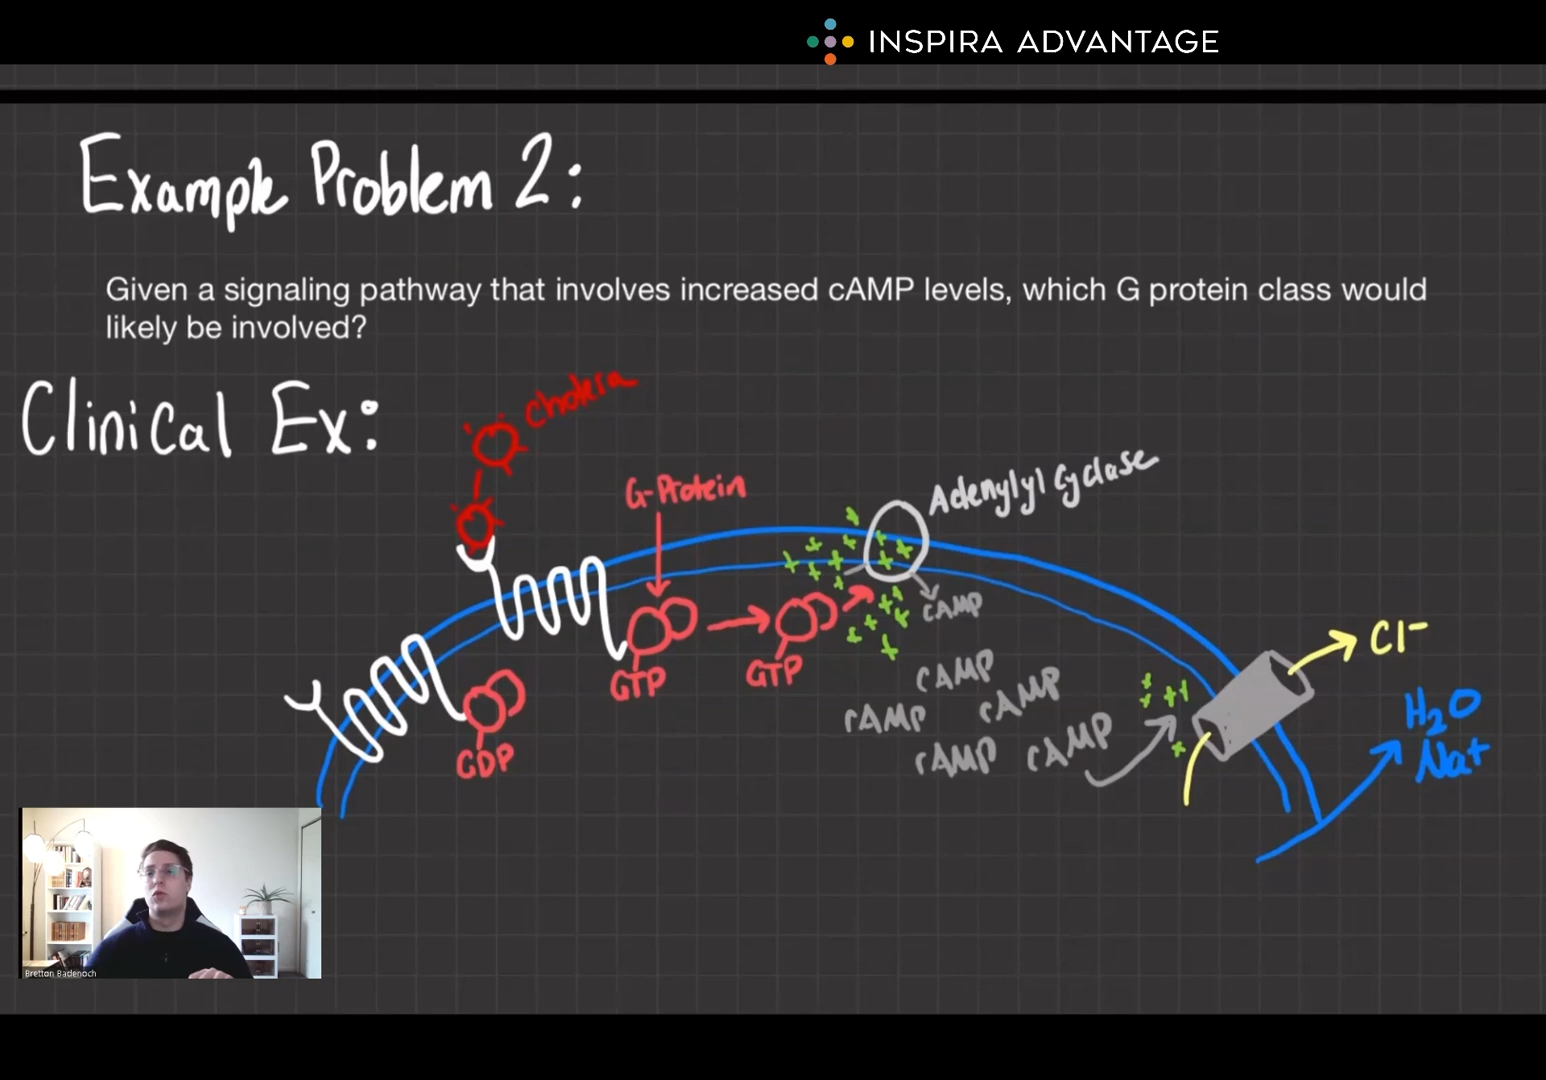 INSPIRA ADVANTAGE
Example Problem 2:
Given a signaling pathway that involves increased cAMP levels, which G protein class would
likely be involved?
Clinical Ex:
Cholera
G-Protein
Adenylyl Cyclase
cAMP
GTP
GTP
GDP
cAMP
cAMP
cAMP
cAMP
cAMP
Cl-
H2O
Na+
Bretton Badenoch